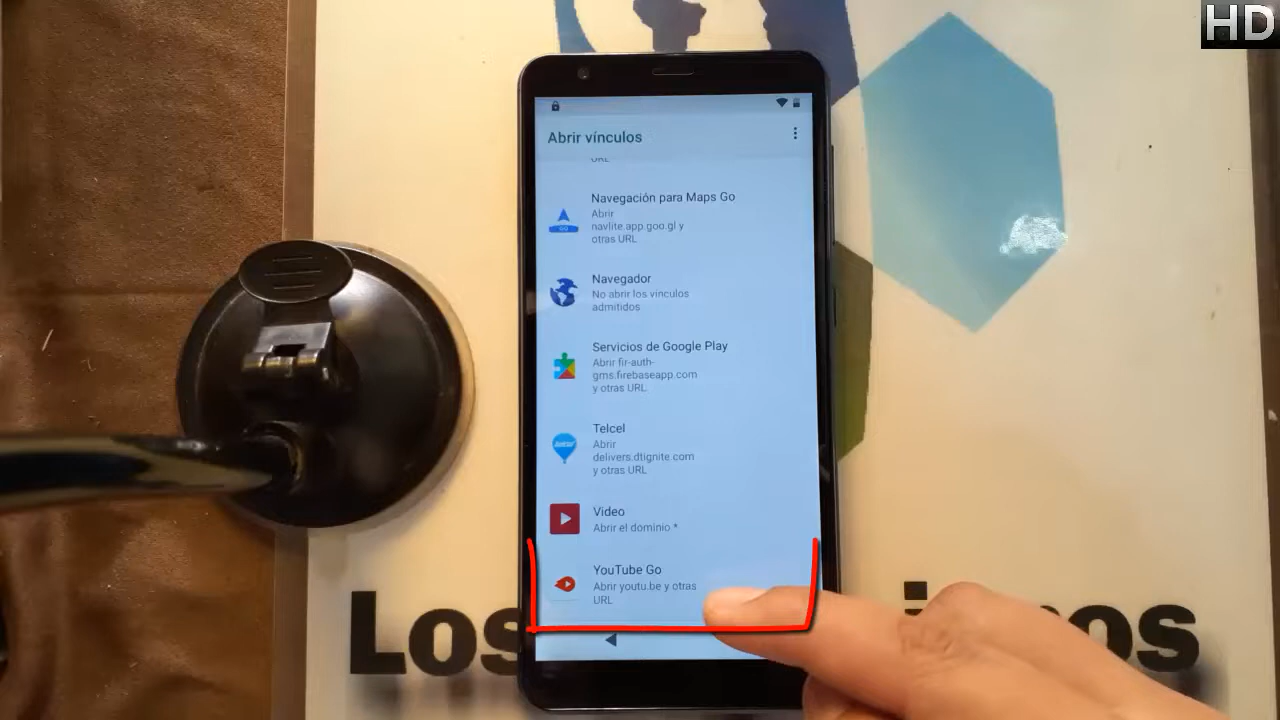 HD
Abrir vínculos
URL
Navegación para Maps Go
Abrir
navlite.app.goo.gl y
otras URL
GO
Navegador
No abrir los vínculos
admitidos
Servicios de Google Play
Abrir fir-auth-
gms.firebaseapp.com
y otras URL
Telcel
Abrir
delivers.dtignite.com
y otras URL
Video
Abrir el dominio *
YouTube Go
Abrir youtu.be y otras
URL
Los